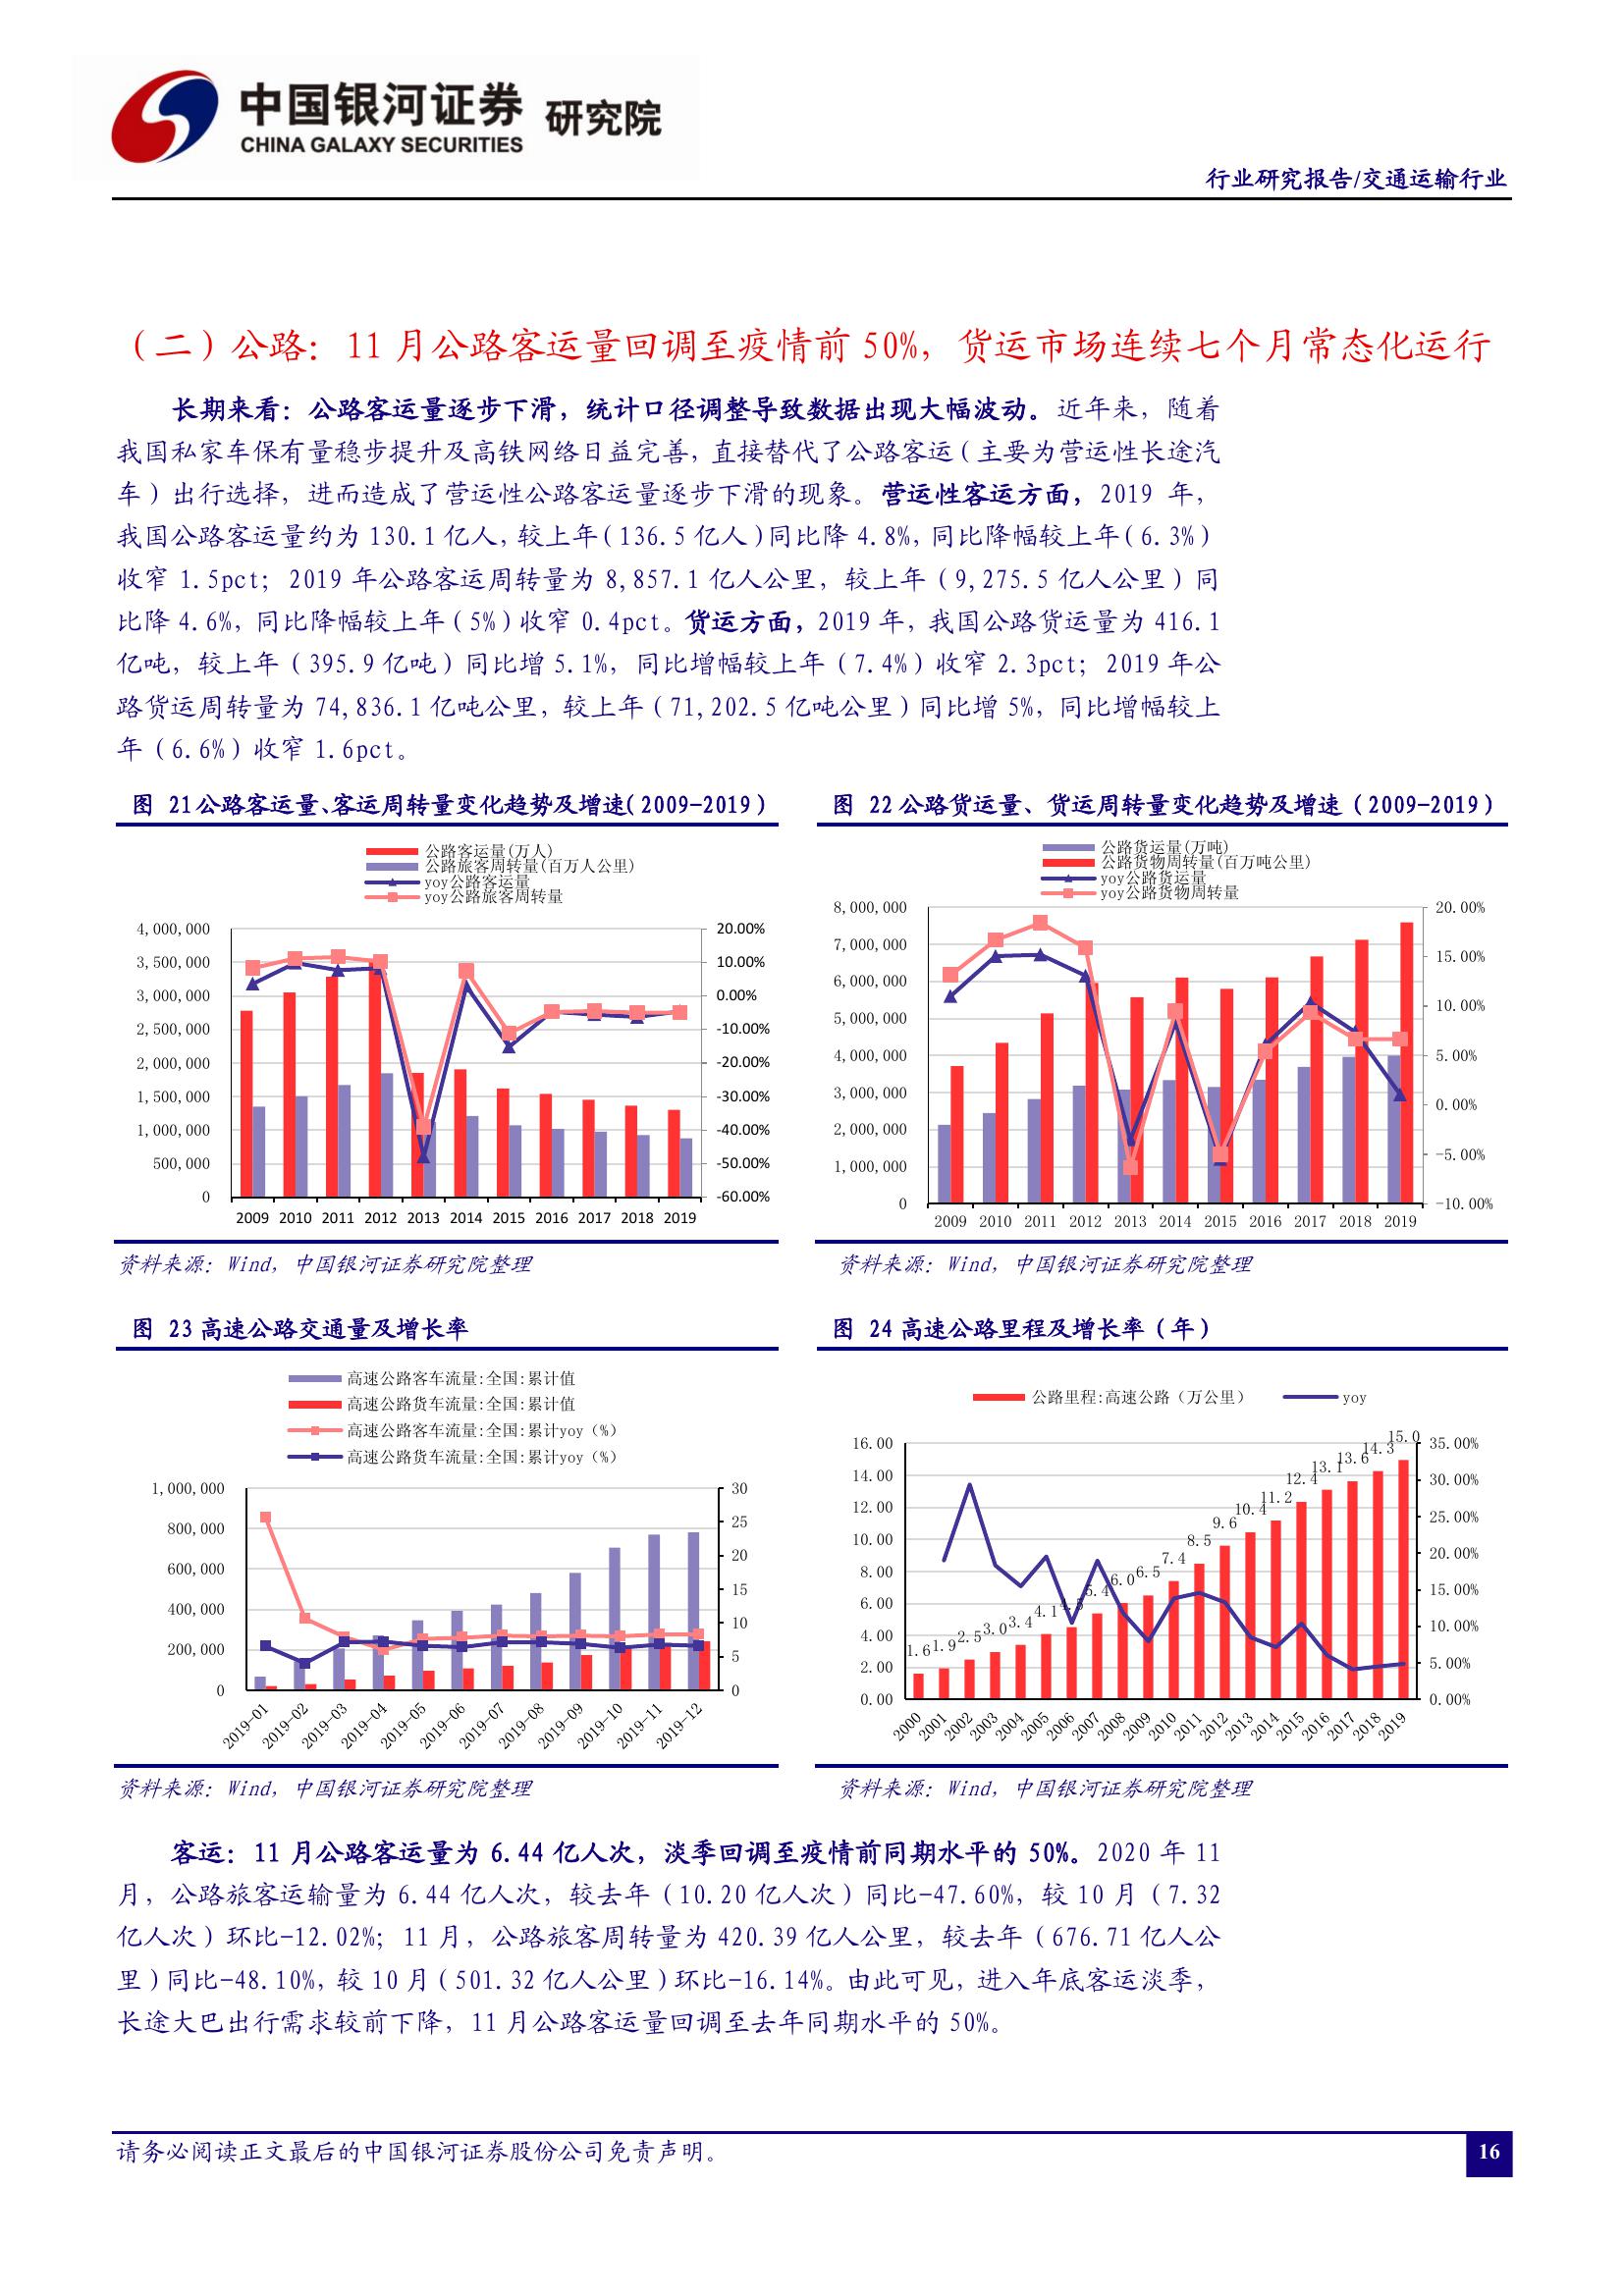 中国银河证券 研究院
CHINA GALAXY SECURITIES
行业研究报告/交通运输行业
（二）公路：11 月公路客运量回调至疫情前 50%，货运市场连续七个月常态化运行
长期来看：公路客运量逐步下滑，统计口径调整导致数据出现大幅波动。近年来，随着
我国私家车保有量稳步提升及高铁网络日益完善，直接替代了公路客运（主要为营运性长途汽
车）出行选择，进而造成了营运性公路客运量逐步下滑的现象。营运性客运方面，2019 年，
我国公路客运量约为 130.1 亿人，较上年（136.5 亿人）同比降 4.8%，同比降幅较上年（6.3%）
收窄 1.5pct；2019 年公路客运周转量为 8,857.1 亿人公里，较上年（9,275.5 亿人公里）同
比降 4.6%，同比降幅较上年（5%）收窄 0.4pct。货运方面，2019 年，我国公路货运量为 416.1
亿吨，较上年（395.9 亿吨）同比增 5.1%，同比增幅较上年（7.4%）收窄 2.3pct；2019 年公
路货运周转量为 74,836.1 亿吨公里，较上年（71,202.5 亿吨公里）同比增 5%，同比增幅较上
年（6.6%）收窄 1.6pct。
图 21公路客运量、客运周转量变化趋势及增速（2009-2019）
公路客运量(万人)
公路旅客周转量(百万人公里)
yoy公路客运量
yoy公路旅客周转量
4,000,000
3,500,000
3,000,000
2,500,000
2,000,000
1,500,000
1,000,000
500,000
0
20.00%
10.00%
0.00%
-10.00%
-20.00%
-30.00%
-40.00%
-50.00%
-60.00%
2009 2010 2011 2012 2013 2014 2015 2016 2017 2018 2019
资料来源：Wind，中国银河证券研究院整理
图 22 公路货运量、货运周转量变化趋势及增速（2009-2019）
公路货运量(万吨)
公路货物周转量(百万吨公里)
yoy公路货运量
yoy公路货物周转量
8,000,000
7,000,000
6,000,000
5,000,000
4,000,000
3,000,000
2,000,000
1,000,000
0
20.00%
15.00%
10.00%
5.00%
0.00%
-5.00%
-10.00%
2009 2010 2011 2012 2013 2014 2015 2016 2017 2018 2019
资料来源：Wind，中国银河证券研究院整理
图 23 高速公路交通量及增长率
高速公路客车流量:全国:累计值
高速公路货车流量:全国:累计值
高速公路客车流量:全国:累计yoy（%）
高速公路货车流量:全国:累计yoy（%）
1,000,000
800,000
600,000
400,000
200,000
0
30
25
20
15
10
5
0
2019-01 2019-02 2019-03 2019-04 2019-05 2019-06 2019-07 2019-08 2019-09 2019-10 2019-11 2019-12
资料来源：Wind，中国银河证券研究院整理
图 24 高速公路里程及增长率（年）
公路里程:高速公路（万公里） yoy
16.00
14.00
12.00
10.00
8.00
6.00
4.00
2.00
0.00
1.6 1.9 2.5 3.0 3.4 4.1 4.5 5.4 6.0 6.5 7.4 8.5 9.6 10.4 11.2 12.4 13.1 13.6 14.3 15.0
35.00%
30.00%
25.00%
20.00%
15.00%
10.00%
5.00%
0.00%
2000 2001 2002 2003 2004 2005 2006 2007 2008 2009 2010 2011 2012 2013 2014 2015 2016 2017 2018 2019
资料来源：Wind，中国银河证券研究院整理
客运：11 月公路客运量为 6.44 亿人次，淡季回调至疫情前同期水平的 50%。2020 年 11
月，公路旅客运输量为 6.44 亿人次，较去年（10.20 亿人次）同比-47.60%，较 10 月（7.32
亿人次）环比-12.02%；11 月，公路旅客周转量为 420.39 亿人公里，较去年（676.71 亿人公
里）同比-48.10%，较 10 月（501.32 亿人公里）环比-16.14%。由此可见，进入年底客运淡季，
长途大巴出行需求较前下降，11 月公路客运量回调至去年同期水平的 50%。
请务必阅读正文最后的中国银河证券股份公司免责声明。
16